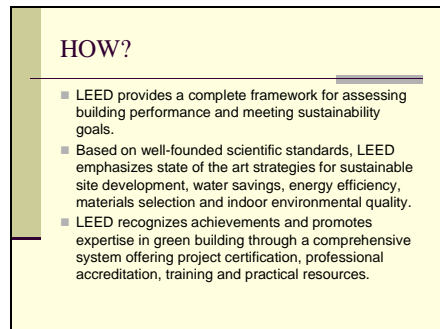 HOW?
LEED provides a complete framework for assessing
building performance and meeting sustainability
goals.
Based on well-founded scientific standards, LEED
emphasizes state of the art strategies for sustainable
site development, water savings, energy efficiency,
materials selection and indoor environmental quality.
LEED recognizes achievements and promotes
expertise in green building through a comprehensive
system offering project certification, professional
accreditation, training and practical resources.